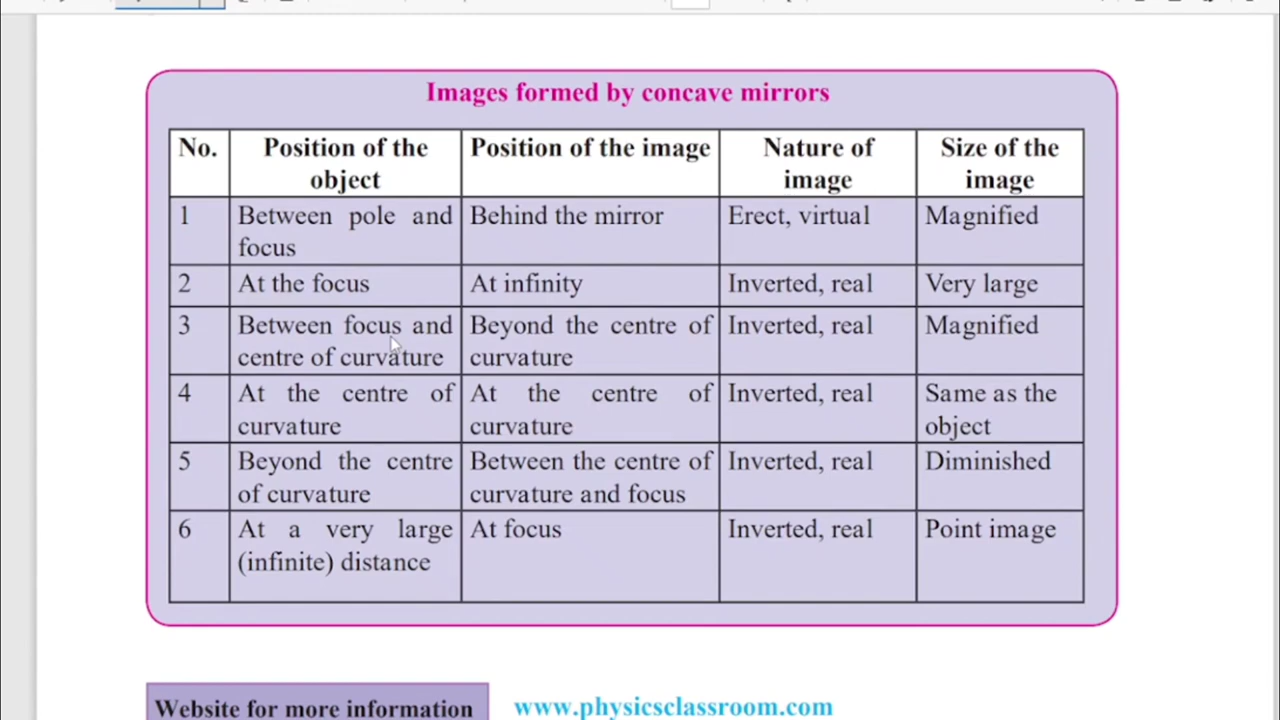 Images formed by concave mirrors
No. Position of the Position of the image Nature of Size of the
object image image
1 Between pole and Behind the mirror Erect, virtual Magnified
focus
2 At the focus At infinity Inverted, real Very large
3 Between focus and Beyond the centre of Inverted, real Magnified
centre of curvature curvature
4 At the centre of At the centre of Inverted, real Same as the
curvature curvature object
5 Beyond the centre Between the centre of Inverted, real Diminished
of curvature curvature and focus
6 At a very large At focus Inverted, real Point image
(infinite) distance
Website for more information www.physicsclassroom.com